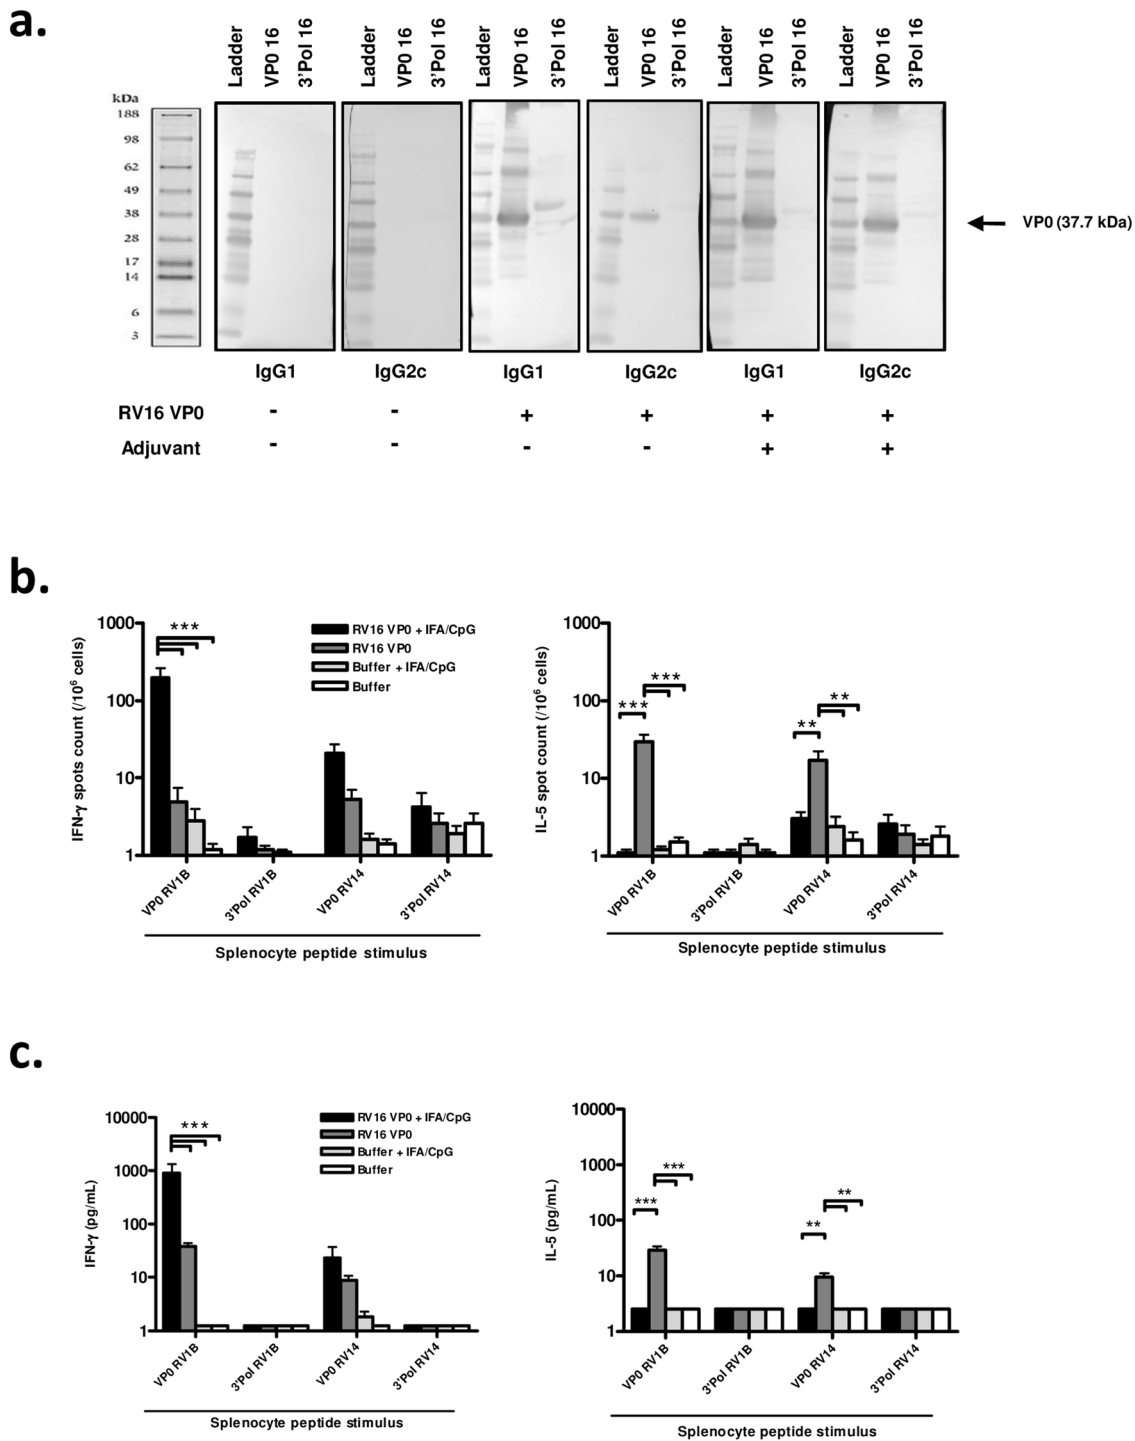 a.
Ladder VP0 16 3'Pol 16 Ladder VP0 16 3'Pol 16 Ladder VP0 16 3'Pol 16 Ladder VP0 16 3'Pol 16 Ladder VP0 16 3'Pol 16 Ladder VP0 16 3'Pol 16
kDa
188
98
62
49
38
28
17
14
6
3
VP0 (37.7 kDa)
IgG1 IgG2c IgG1 IgG2c IgG1 IgG2c
RV16 VP0 - - + + + +
Adjuvant - - - - + +
b.
IFN-γ spots count (/10⁶ cells)
1000
100
10
1
***
RV16 VP0 + IFA/CpG
RV16 VP0
Buffer + IFA/CpG
Buffer
VP0 RV1B 3'Pol RV1B VP0 RV14 3'Pol RV14
Splenocyte peptide stimulus
IL-5 spot count (/10⁶ cells)
1000
100
10
1
*** *** ** **
VP0 RV1B 3'Pol RV1B VP0 RV14 3'Pol RV14
Splenocyte peptide stimulus
c.
IFN-γ (pg/mL)
10000
1000
100
10
1
***
RV16 VP0 + IFA/CpG
RV16 VP0
Buffer + IFA/CpG
Buffer
VP0 RV1B 3'Pol RV1B VP0 RV14 3'Pol RV14
Splenocyte peptide stimulus
IL-5 (pg/mL)
10000
1000
100
10
1
*** *** ** **
VP0 RV1B 3'Pol RV1B VP0 RV14 3'Pol RV14
Splenocyte peptide stimulus